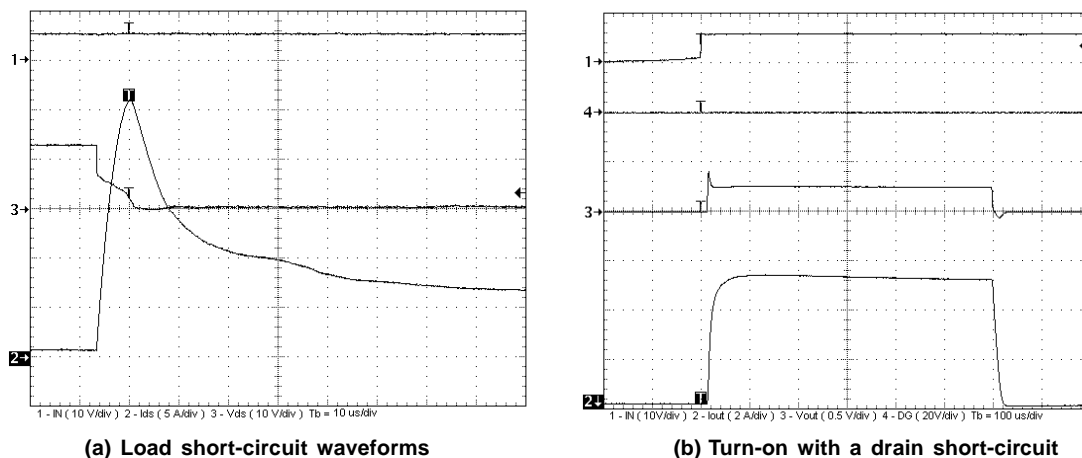 T
1
T
3
T
2
1 - IN ( 10 V/div ) 2 - Ids ( 5 A/div ) 3 - Vds ( 10 V/div ) Tb = 10 us/div
(a) Load short-circuit waveforms
1
T
4
T
3
T
2
1 - IN ( 10V/div ) 2 - Iout ( 2 A/div ) 3 - Vout ( 0.5 V/div ) 4 - DG ( 20V/div ) Tb = 100 us/div
(b) Turn-on with a drain short-circuit